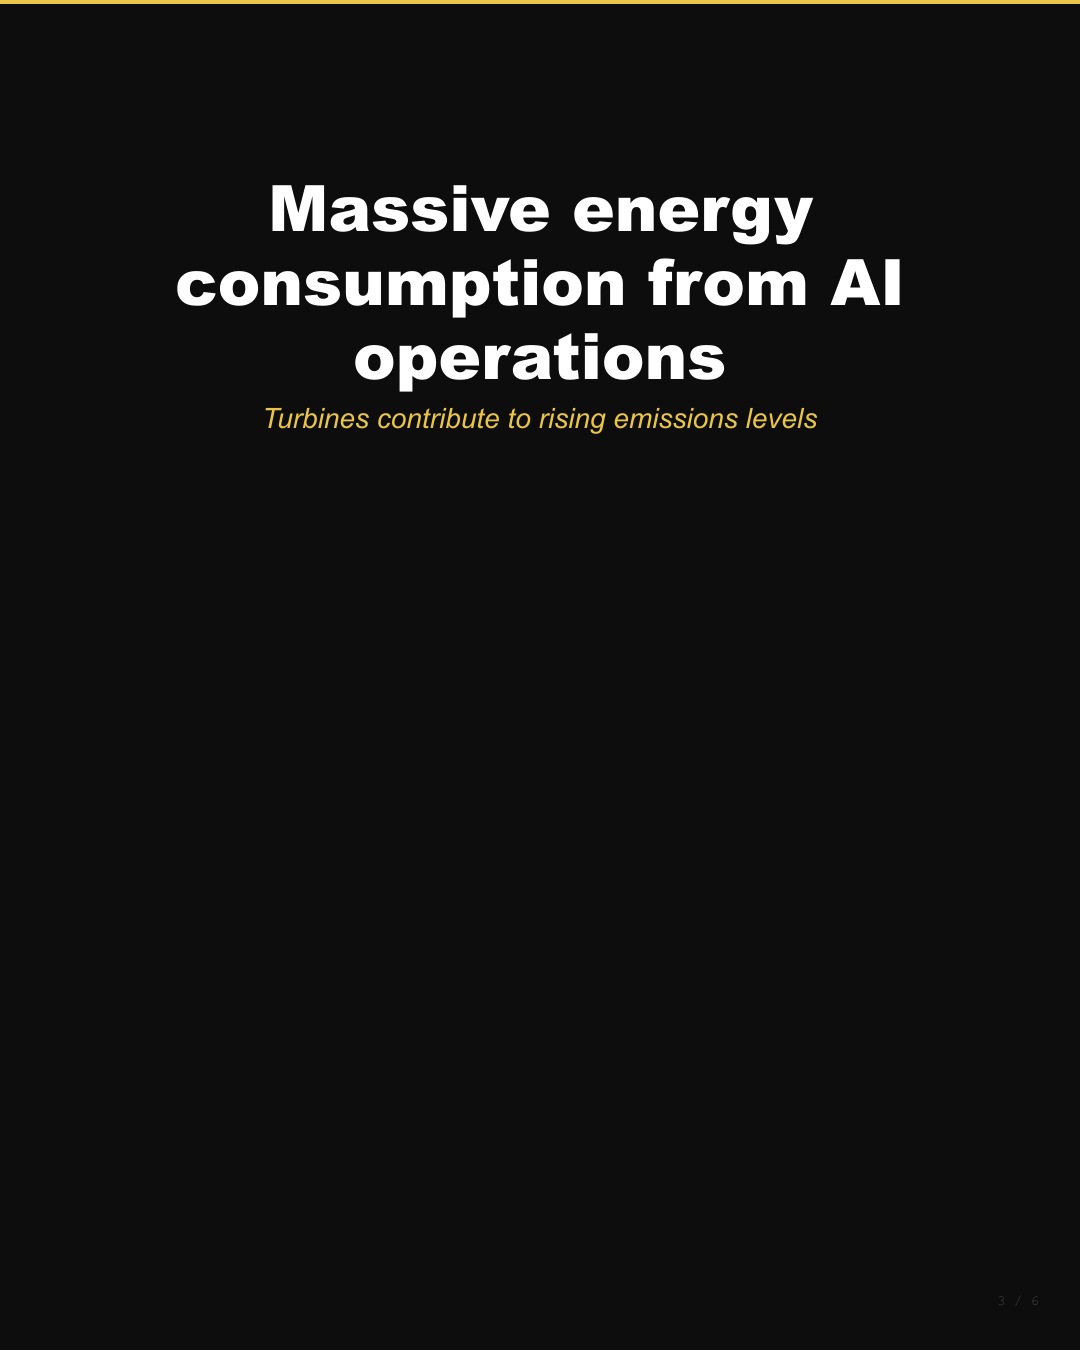 Massive energy
consumption from AI
operations
Turbines contribute to rising emissions levels
3 / 6